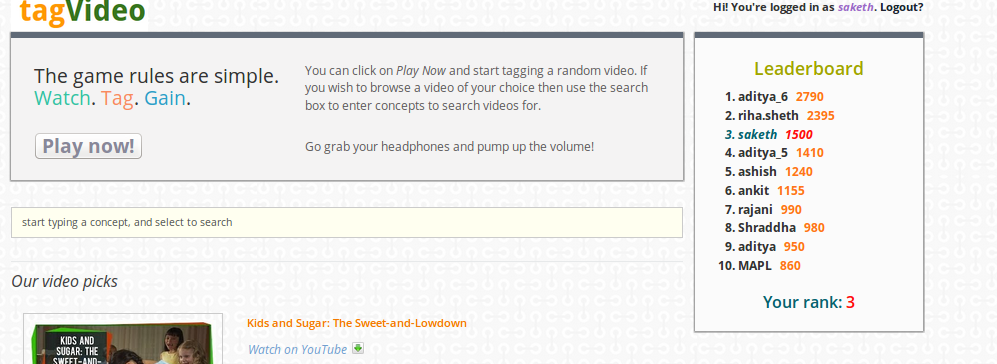 tagVideo
Hi! You're logged in as saketh. Logout?
The game rules are simple.
Watch. Tag. Gain.
Play now!
You can click on Play Now and start tagging a random video. If
you wish to browse a video of your choice then use the search
box to enter concepts to search videos for.
Go grab your headphones and pump up the volume!
start typing a concept, and select to search
Our video picks
KIDS AND
SUGAR: THE
SWEET-AND-
Kids and Sugar: The Sweet-and-Lowdown
Watch on YouTube
Leaderboard
1. aditya_6 2790
2. riha.sheth 2395
3. saketh 1500
4. aditya_5 1410
5. ashish 1240
6. ankit 1155
7. rajani 990
8. Shraddha 980
9. aditya 950
10. MAPL 860
Your rank: 3